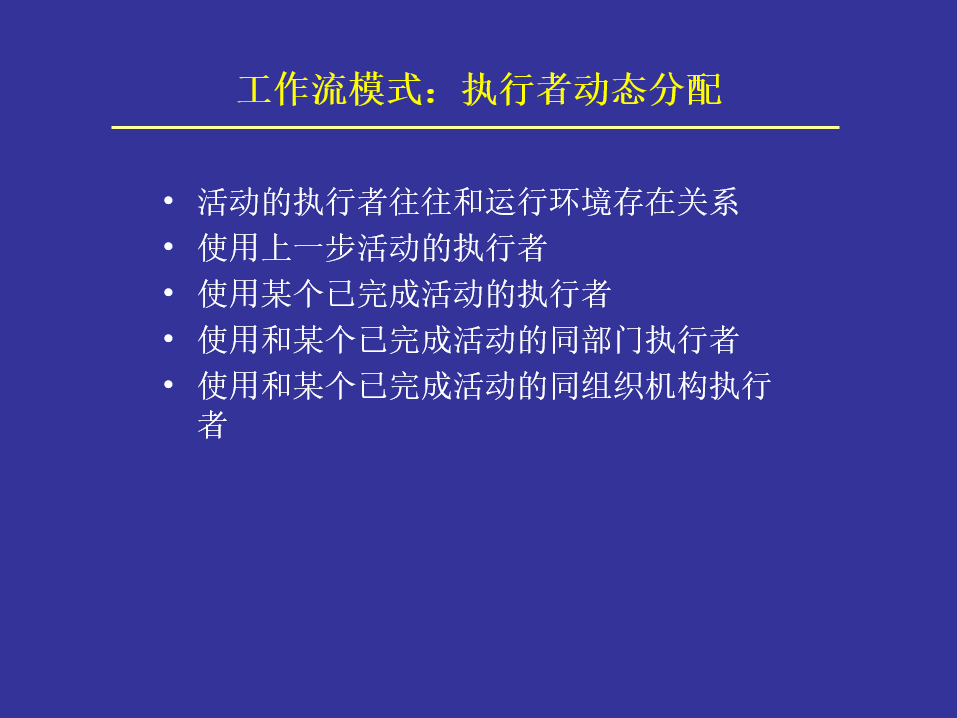 工作流模式：执行者动态分配
• 活动的执行者往往和运行环境存在关系
• 使用上一步活动的执行者
• 使用某个已完成活动的执行者
• 使用和某个已完成活动的同部门执行者
• 使用和某个已完成活动的同组织机构执行
者